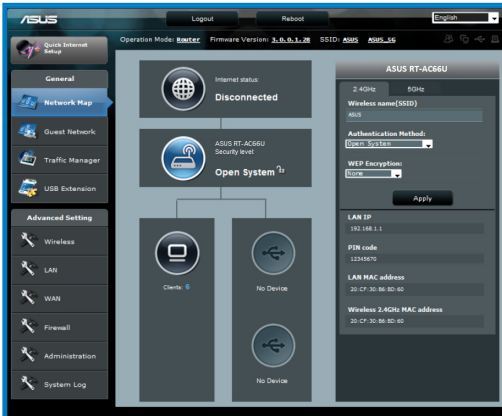 ASUS
Logout
Reboot
English
Quick Internet Setup
Operation Mode: Router Firmware Version: 3.0.0.1.28 SSID: ASUS ASUS_5G
General
Network Map
Guest Network
Traffic Manager
USB Extension
Advanced Setting
Wireless
LAN
WAN
Firewall
Administration
System Log
Internet status:
Disconnected
ASUS RT-AC66U
Security level:
Open System
Clients: 6
No Device
No Device
ASUS RT-AC66U
2.4GHz 5GHz
Wireless name(SSID)
ASUS
Authentication Method:
Open System
WEP Encryption:
None
Apply
LAN IP
192.168.1.1
PIN code
12345670
LAN MAC address
20:CF:30:B6:BD:60
Wireless 2.4GHz MAC address
20:CF:30:B6:BD:60